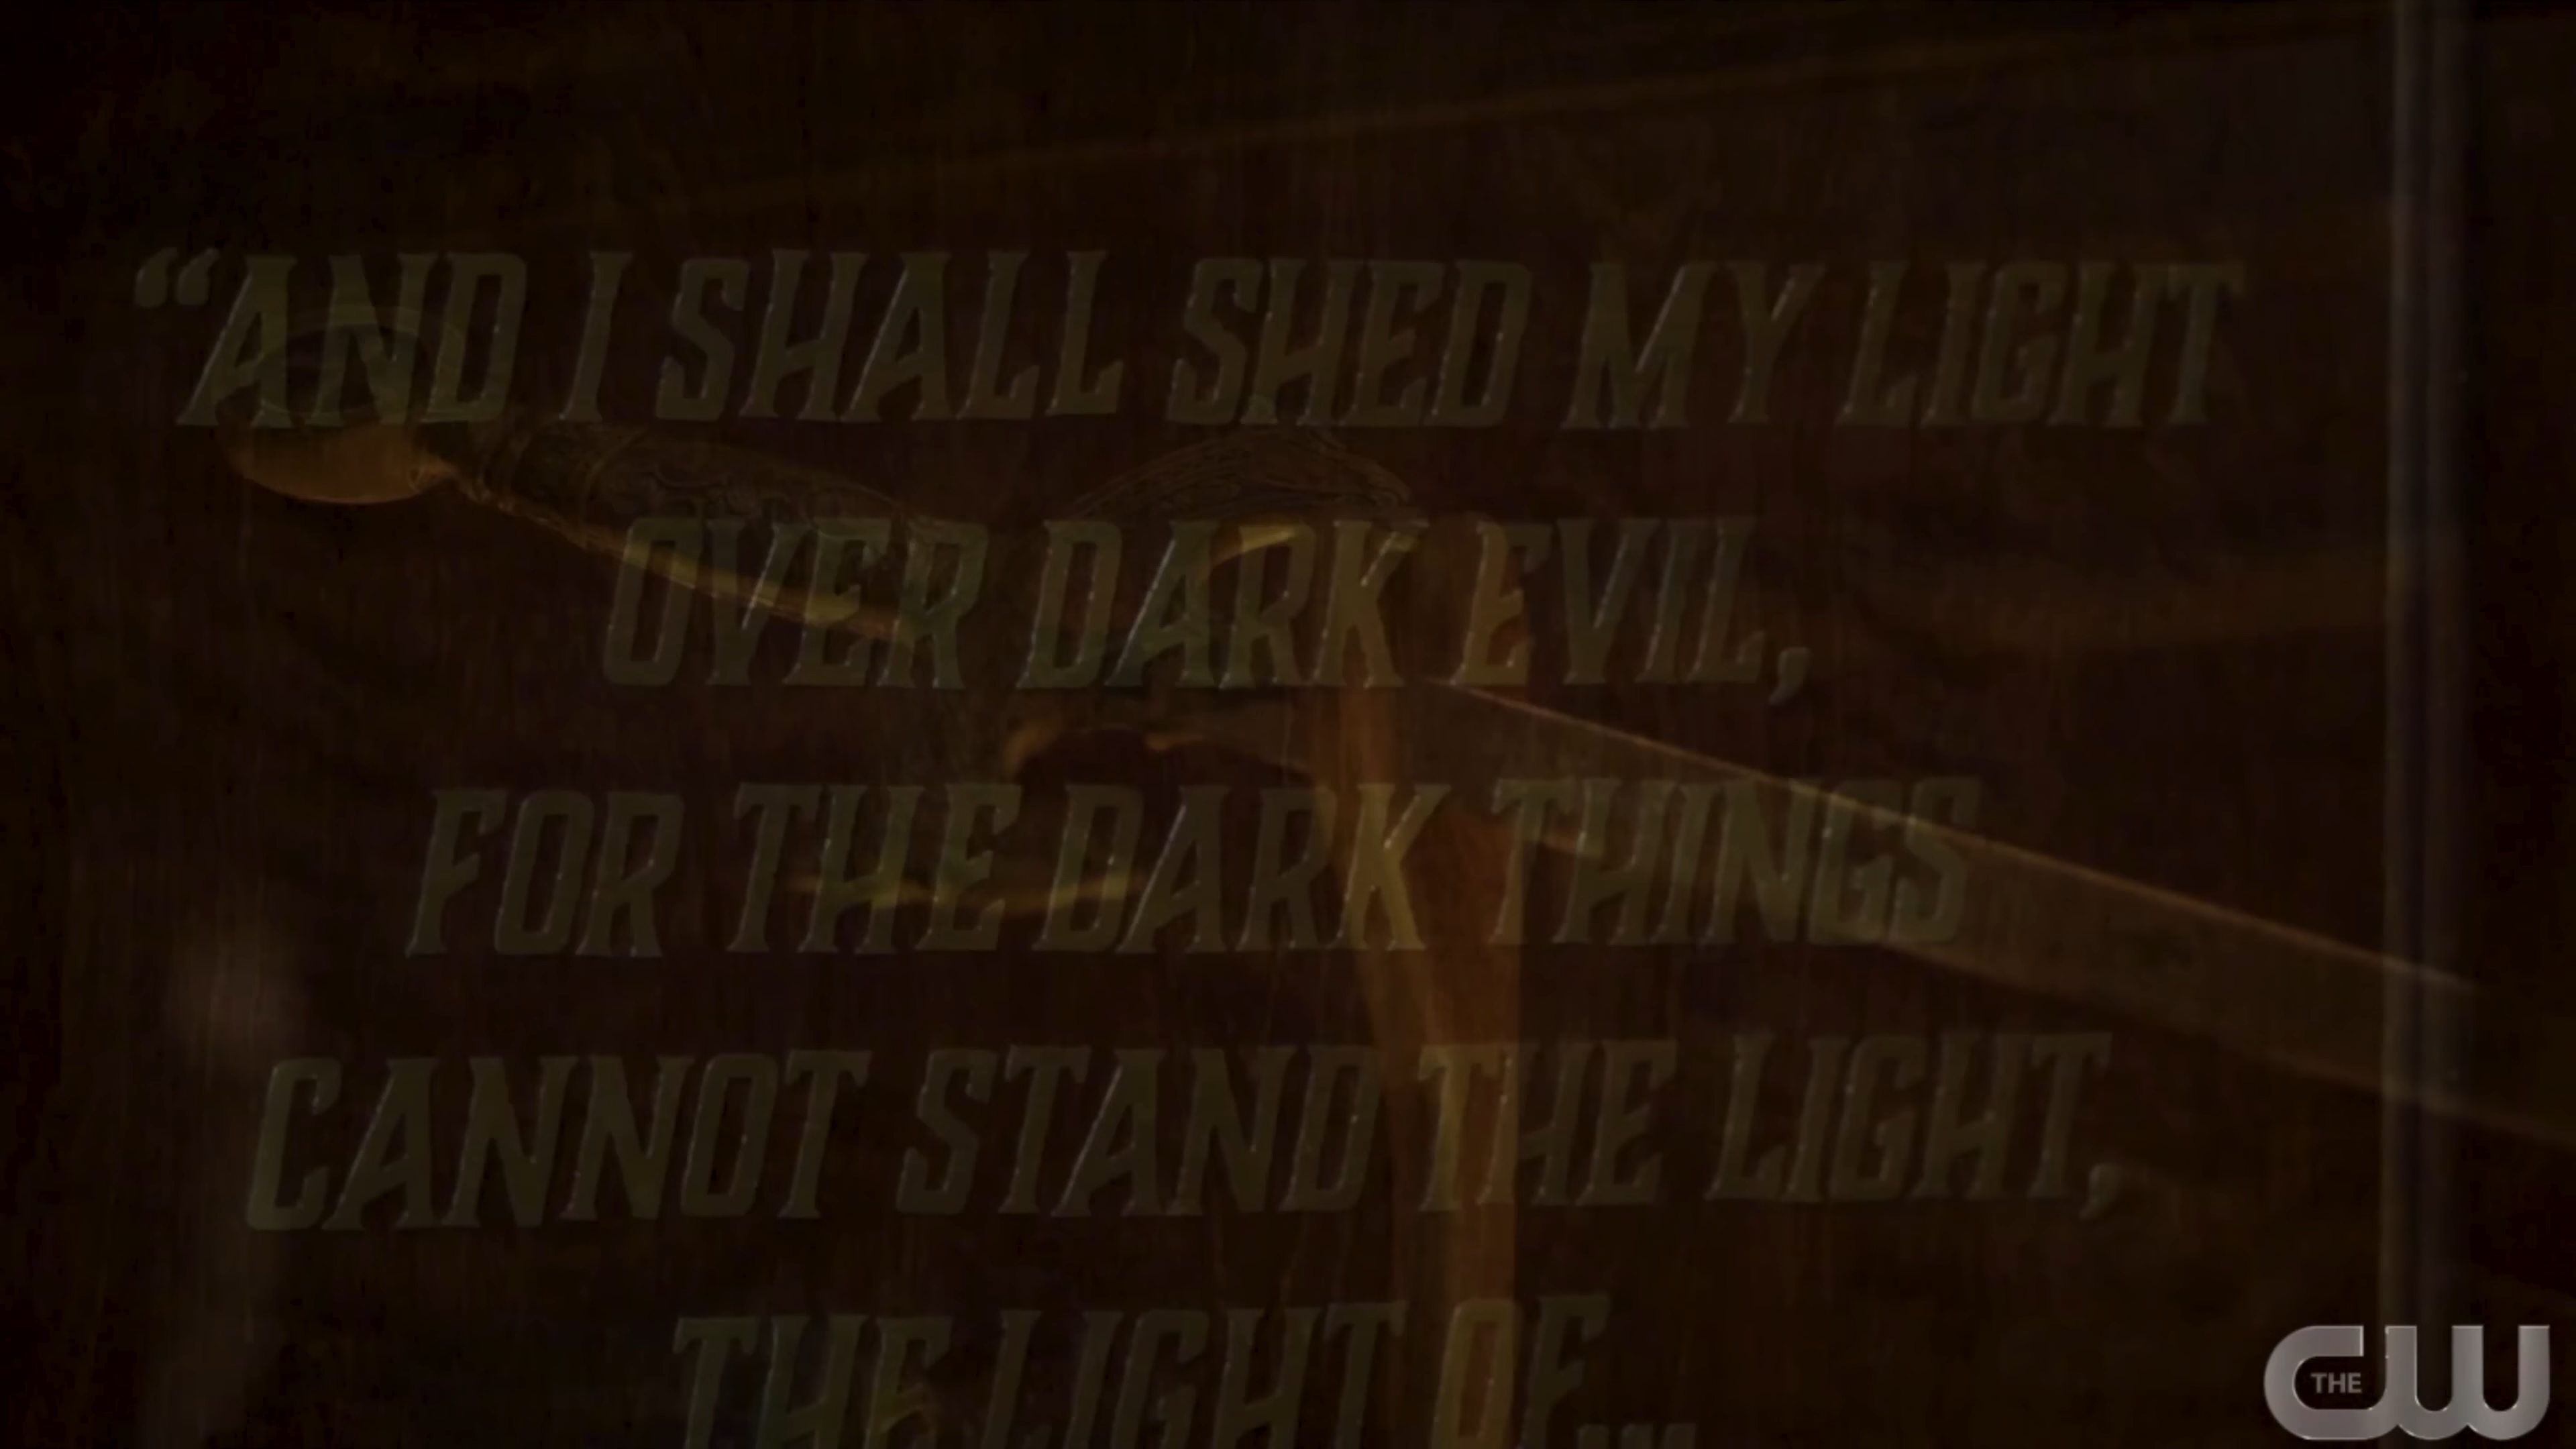 “AND I SHALL SHED MY LIGHT
OVER DARK EVIL,
FOR THE DARK THINGS
CANNOT STAND THE LIGHT,
THE LIGHT OF...
THE CW